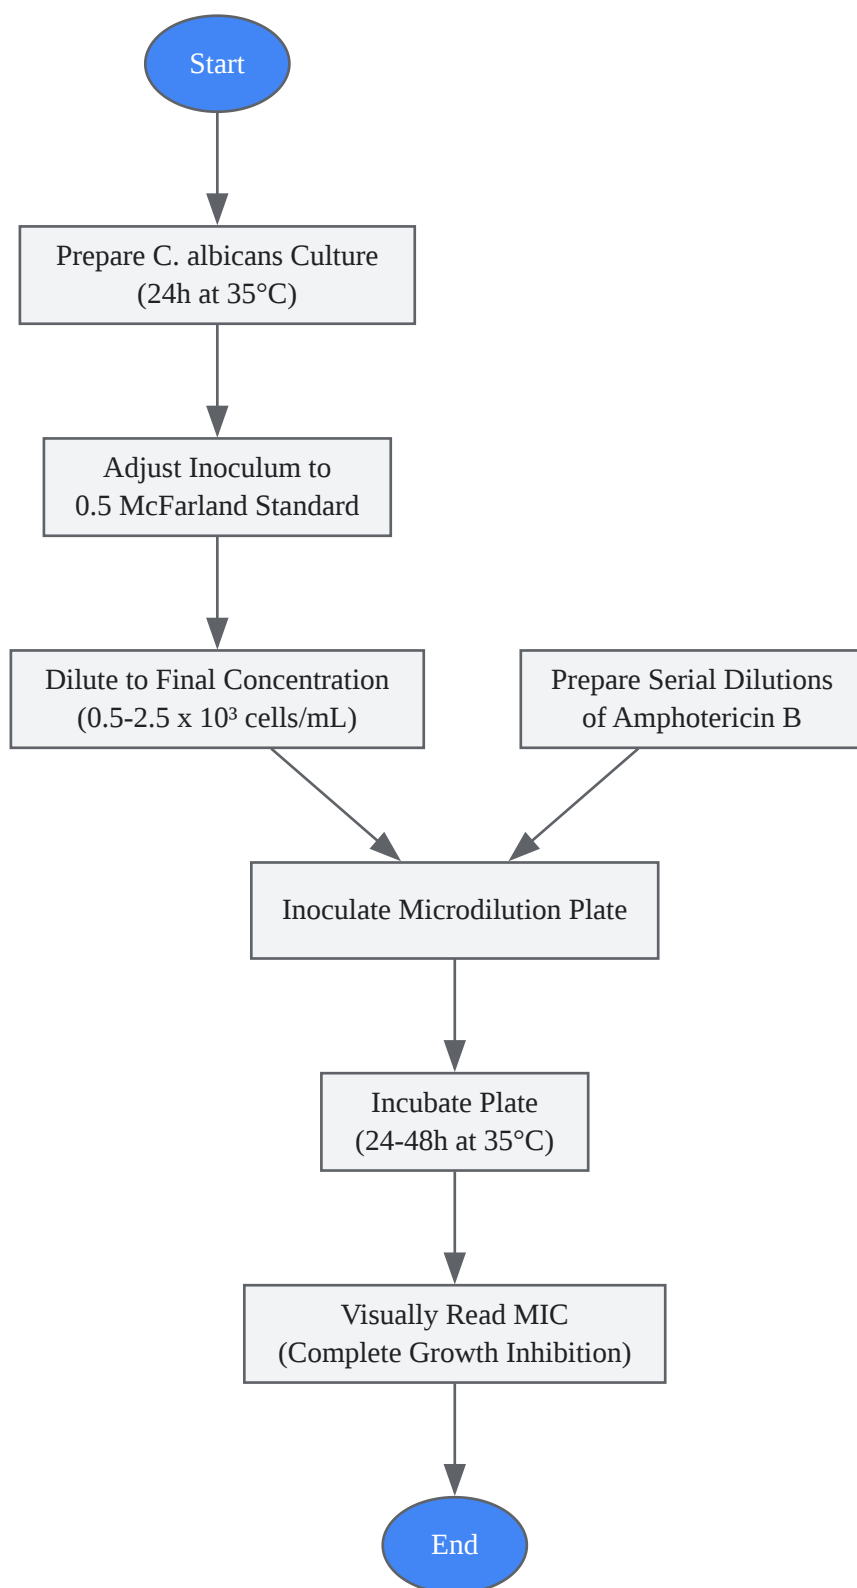 Start
Prepare C. albicans Culture
(24h at 35°C)
Adjust Inoculum to
0.5 McFarland Standard
Dilute to Final Concentration
(0.5-2.5 x 10³ cells/mL)
Prepare Serial Dilutions
of Amphotericin B
Inoculate Microdilution Plate
Incubate Plate
(24-48h at 35°C)
Visually Read MIC
(Complete Growth Inhibition)
End